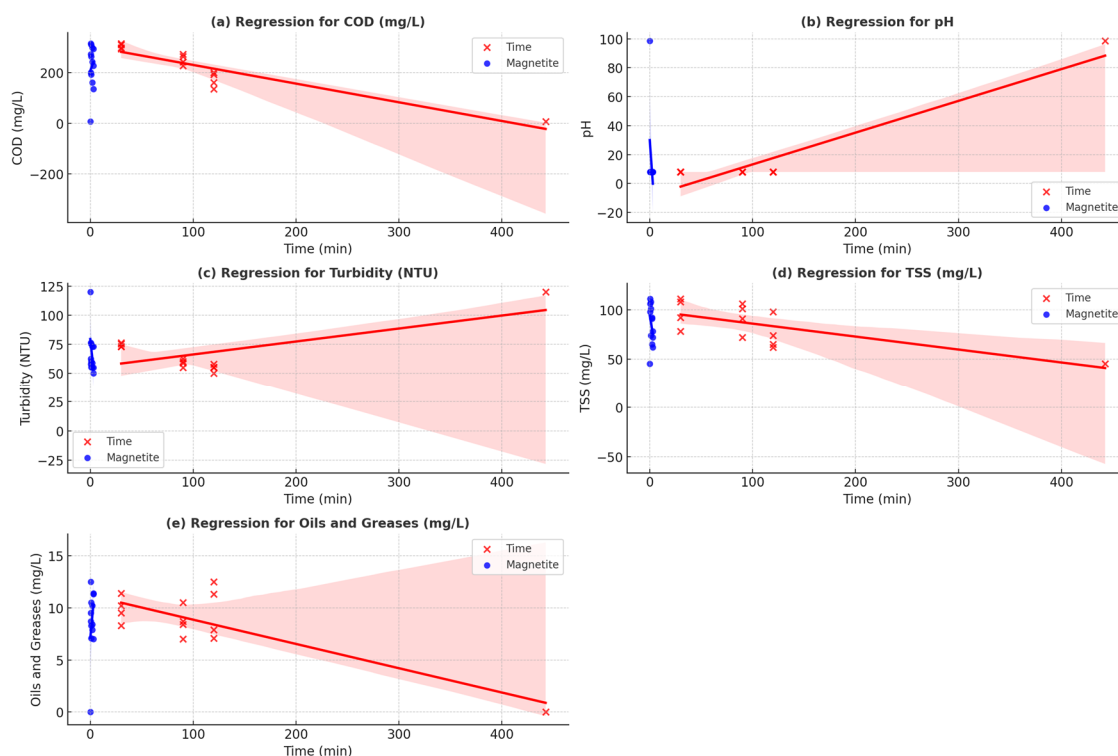 (a) Regression for COD (mg/L)
COD (mg/L)
200
0
−200
Time
Magnetite
0 100 200 300 400
Time (min)
(b) Regression for pH
pH
100
80
60
40
20
0
−20
Time
Magnetite
0 100 200 300 400
Time (min)
(c) Regression for Turbidity (NTU)
Turbidity (NTU)
125
100
75
50
25
0
−25
Time
Magnetite
0 100 200 300 400
Time (min)
(d) Regression for TSS (mg/L)
TSS (mg/L)
100
50
0
−50
Time
Magnetite
0 100 200 300 400
Time (min)
(e) Regression for Oils and Greases (mg/L)
Oils and Greases (mg/L)
15
10
5
0
Time
Magnetite
0 100 200 300 400
Time (min)